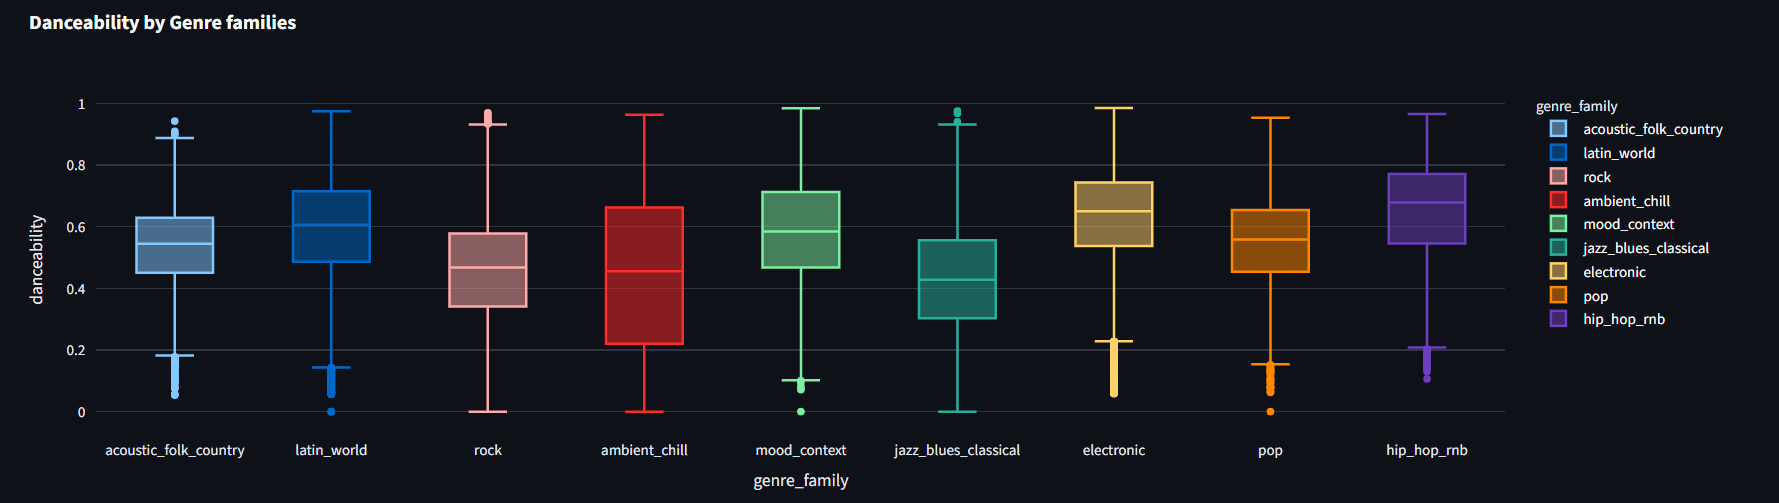 Danceability by Genre families
1
0.8
0.6
0.4
0.2
0
danceability
acoustic_folk_country
latin_world
rock
ambient_chill
mood_context
jazz_blues_classical
electronic
pop
hip_hop_rnb
genre_family
genre_family
acoustic_folk_country
latin_world
rock
ambient_chill
mood_context
jazz_blues_classical
electronic
pop
hip_hop_rnb